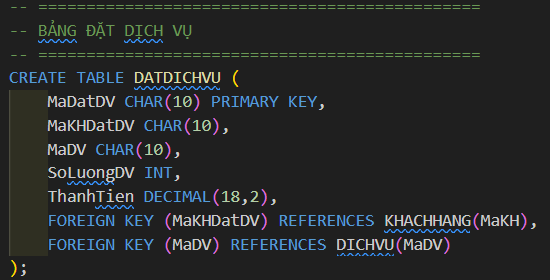 -- ==============================================
-- BẢNG ĐẶT DỊCH VỤ
-- ==============================================
CREATE TABLE DATDICHVU (
    MaDatDV CHAR(10) PRIMARY KEY,
    MaKHDatDV CHAR(10),
    MaDV CHAR(10),
    SoLuongDV INT,
    ThanhTien DECIMAL(18,2),
    FOREIGN KEY (MaKHDatDV) REFERENCES KHACHHANG(MaKH),
    FOREIGN KEY (MaDV) REFERENCES DICHVU(MaDV)
);